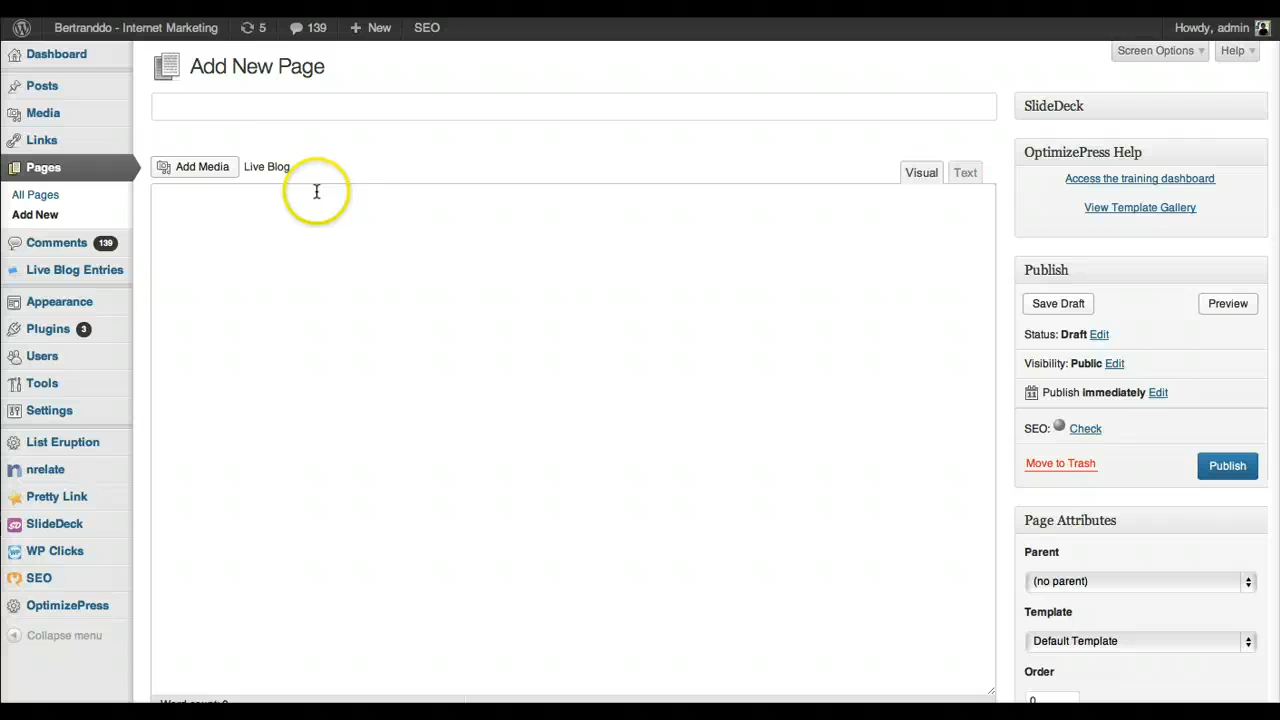 Bertranddo - Internet Marketing 5 139 + New SEO Howdy, admin
Screen Options Help
Dashboard
Posts
Media
Links
Pages
All Pages
Add New
Comments 139
Live Blog Entries
Appearance
Plugins 3
Users
Tools
Settings
List Eruption
nrelate
Pretty Link
SlideDeck
WP Clicks
SEO
OptimizePress
Collapse menu
Add New Page
Add Media Live Blog
Visual Text
Word count: 0
SlideDeck
OptimizePress Help
Access the training dashboard
View Template Gallery
Publish
Save Draft Preview
Status: Draft Edit
Visibility: Public Edit
Publish immediately Edit
SEO: Check
Move to Trash Publish
Page Attributes
Parent
(no parent)
Template
Default Template
Order
0